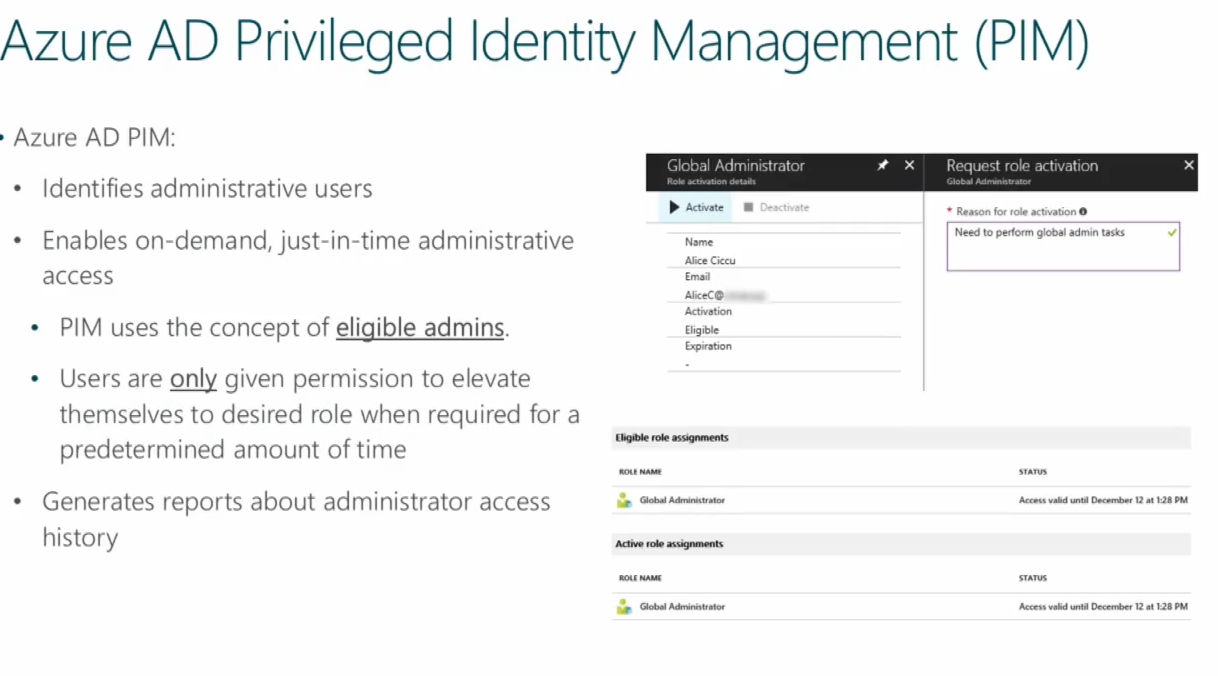 Azure AD Privileged Identity Management (PIM)
• Azure AD PIM:
• Identifies administrative users
• Enables on-demand, just-in-time administrative
access
• PIM uses the concept of eligible admins.
• Users are only given permission to elevate
themselves to desired role when required for a
predetermined amount of time
• Generates reports about administrator access
history
Global Administrator
Role activation details
Activate
Deactivate
Name
Alice Ciccu
Email
AliceC@
Activation
Eligible
Expiration
-
Request role activation
Global Administrator
* Reason for role activation
Need to perform global admin tasks
Eligible role assignments
ROLE NAME STATUS
Global Administrator Access valid until December 12 at 1:28 PM
Active role assignments
ROLE NAME STATUS
Global Administrator Access valid until December 12 at 1:28 PM